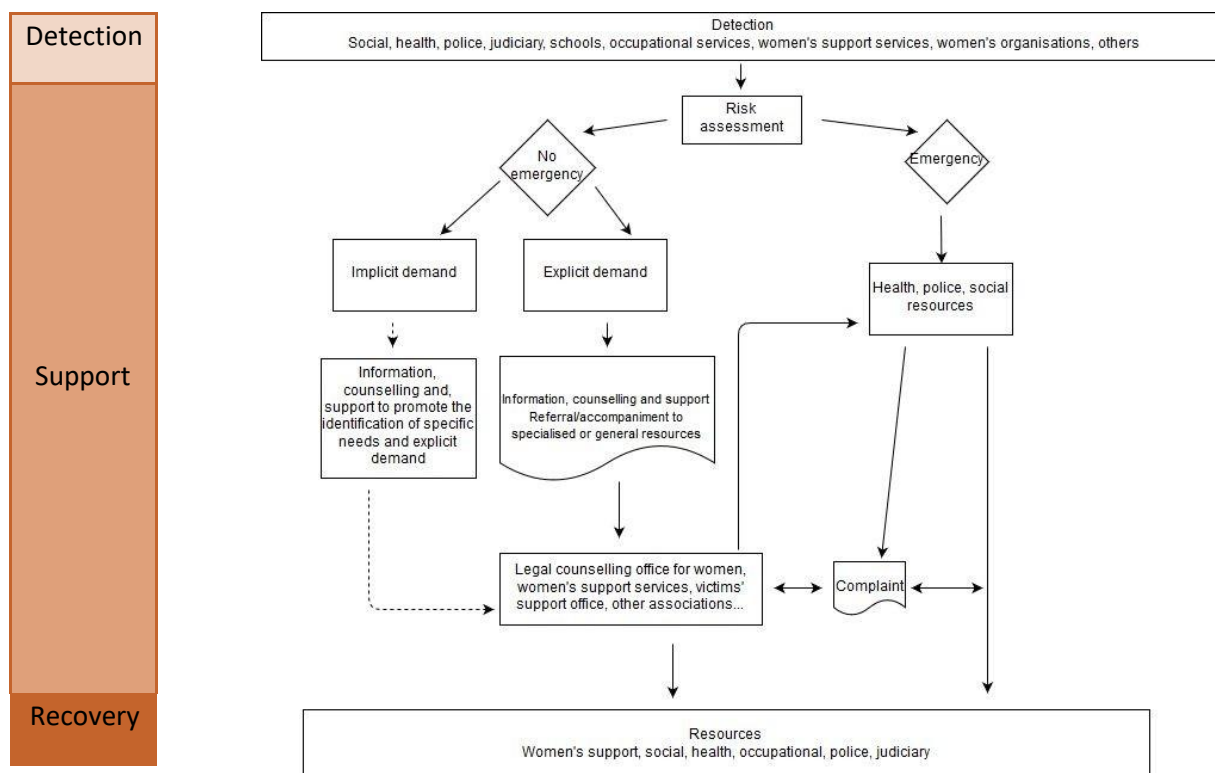 Detection
Support
Recovery
Detection
Social, health, police, judiciary, schools, occupational services, women's support services, women's organisations, others
Risk
assessment
No
emergency
Emergency
Implicit demand
Explicit demand
Health, police, social
resources
Information,
counselling and,
support to promote the
identification of specific
needs and explicit
demand
Information, counselling and support
Referral/accompaniment to
specialised or general resources
Legal counselling office for women,
women's support services, victims'
support office, other associations...
Complaint
Resources
Women's support, social, health, occupational, police, judiciary